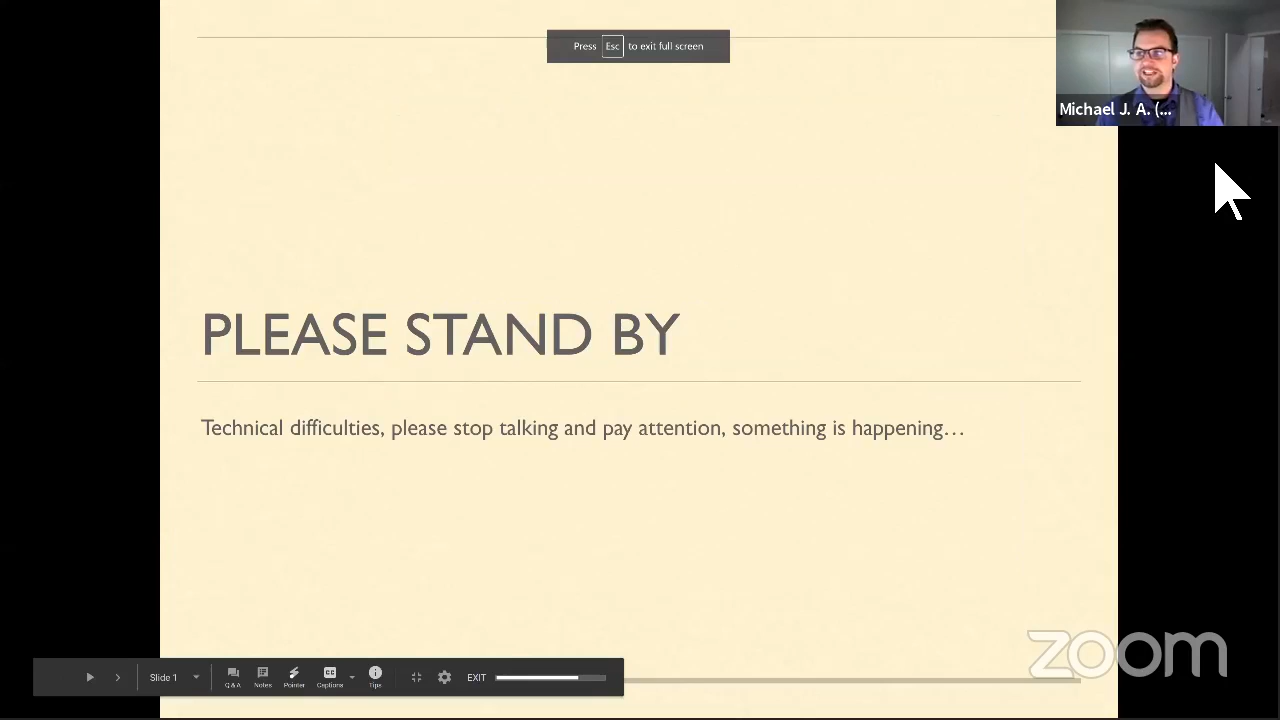 Press Esc to exit full screen
Michael J. A. (...
PLEASE STAND BY
Technical difficulties, please stop talking and pay attention, something is happening…
zoom
Slide 1
Q & A
Notes
Pointer
CC
Captions
Tips
EXIT